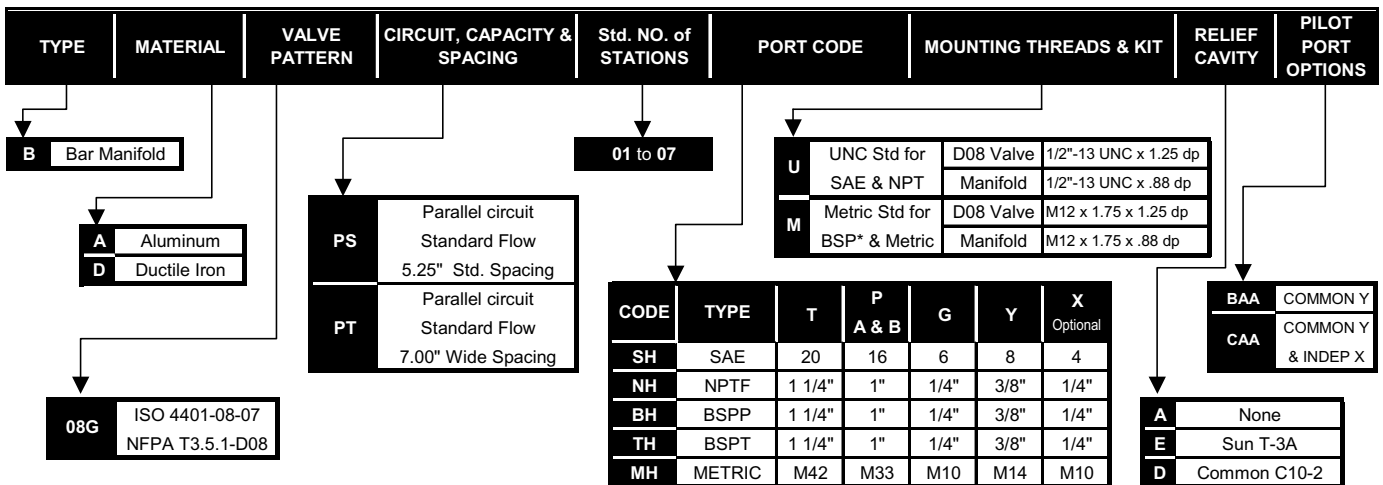 TYPE
MATERIAL
VALVE
PATTERN
CIRCUIT, CAPACITY &
SPACING
Std. NO. of
STATIONS
PORT CODE
MOUNTING THREADS & KIT
RELIEF
CAVITY
PILOT
PORT
OPTIONS
B Bar Manifold
A Aluminum
D Ductile Iron
08G
ISO 4401-08-07
NFPA T3.5.1-D08
PS
Parallel circuit
Standard Flow
5.25" Std. Spacing
PT
Parallel circuit
Standard Flow
7.00" Wide Spacing
01 to 07
CODE TYPE T P A & B G Y X Optional
SH SAE 20 16 6 8 4
NH NPTF 1 1/4" 1" 1/4" 3/8" 1/4"
BH BSPP 1 1/4" 1" 1/4" 3/8" 1/4"
TH BSPT 1 1/4" 1" 1/4" 3/8" 1/4"
MH METRIC M42 M33 M10 M14 M10
U
UNC Std for D08 Valve 1/2"-13 UNC x 1.25 dp
SAE & NPT Manifold 1/2"-13 UNC x .88 dp
M
Metric Std for D08 Valve M12 x 1.75 x 1.25 dp
BSP* & Metric Manifold M12 x 1.75 x .88 dp
A None
E Sun T-3A
D Common C10-2
BAA COMMON Y
CAA
COMMON Y
& INDEP X